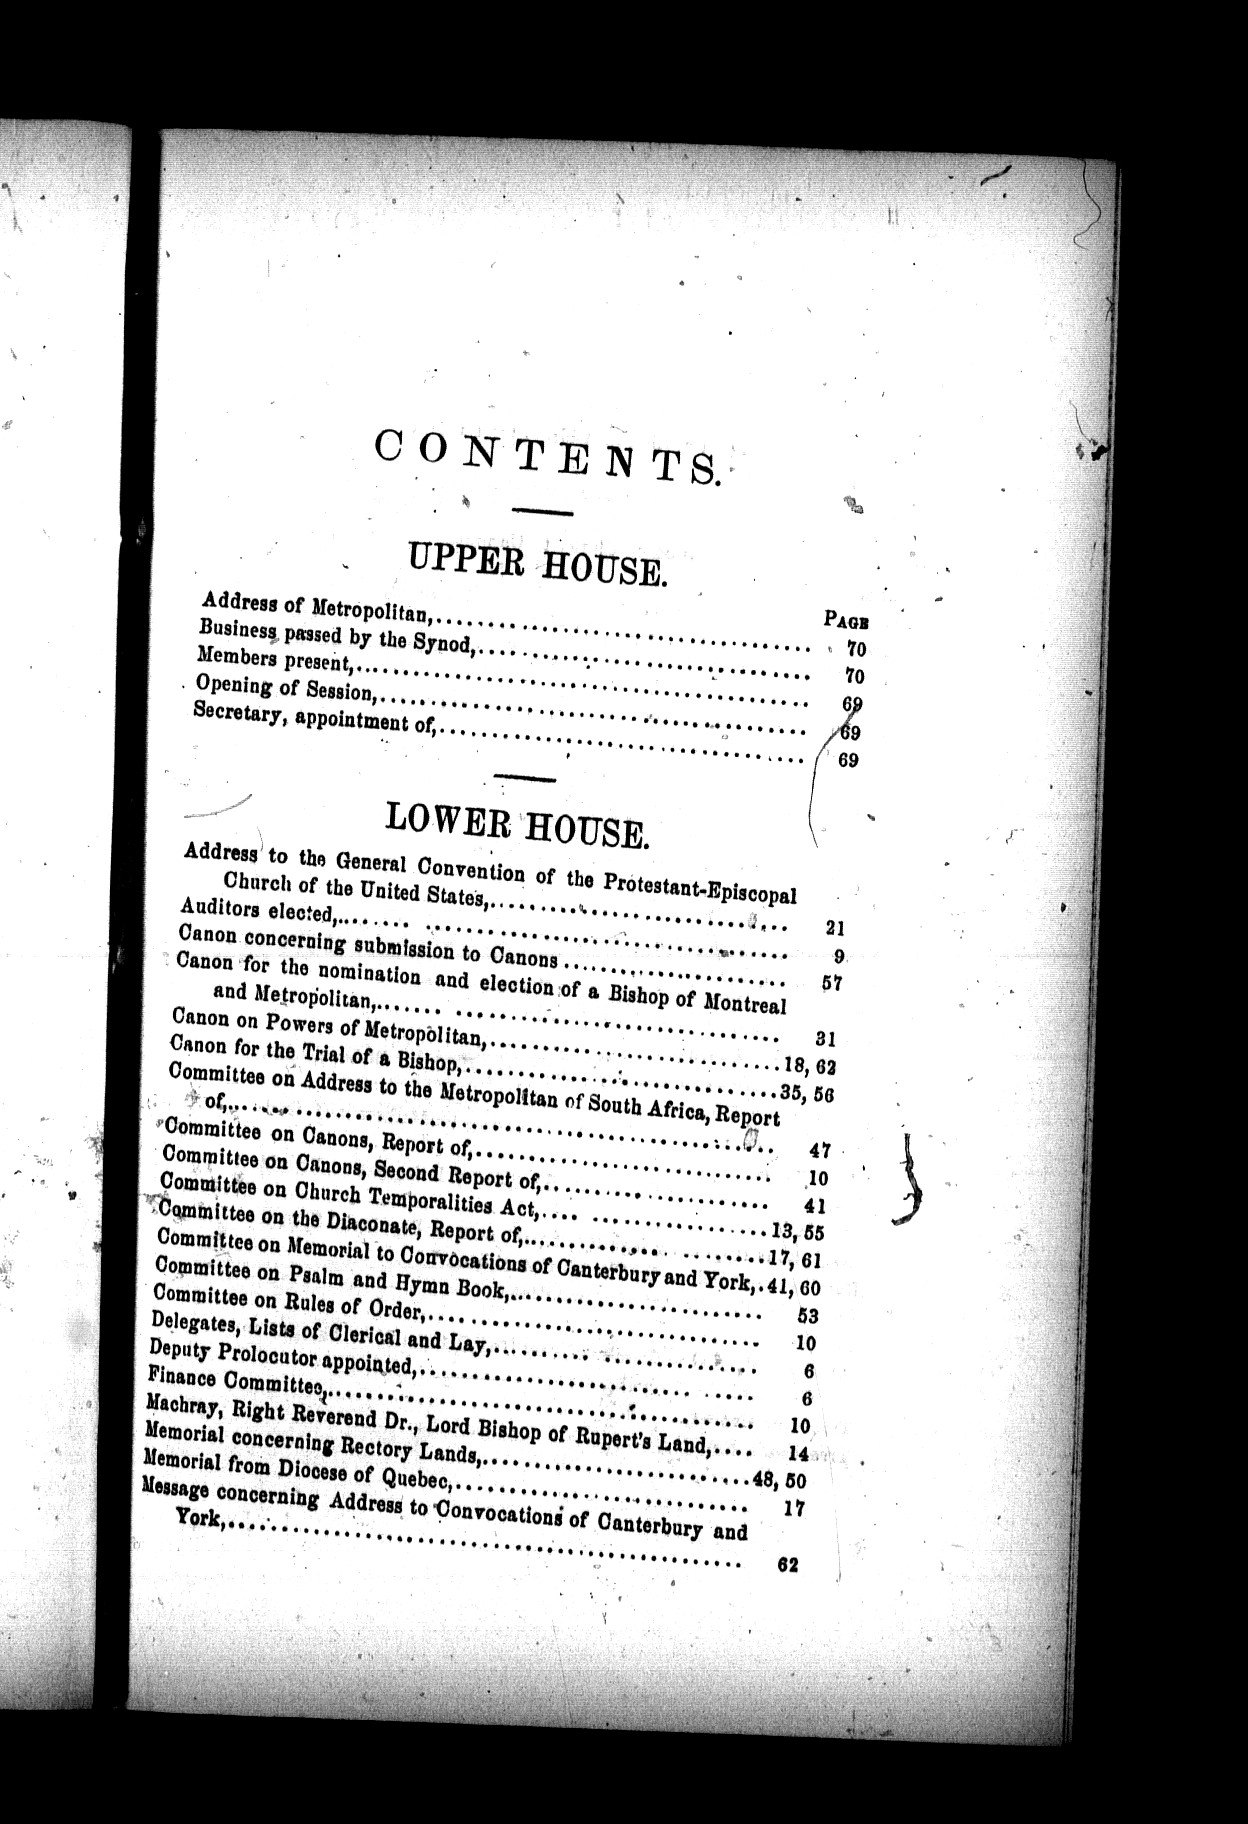 CONTENTS.
UPPER HOUSE.
PAGE
Address of Metropolitan,........................................ 70
Business passed by the Synod,........................................ 70
Members present,........................................ 69
Opening of Session,........................................ 69
Secretary, appointment of,........................................ 69
LOWER HOUSE.
Address to the General Convention of the Protestant-Episcopal
Church of the United States,........................................ 21
Auditors elected,........................................ 9
Canon concerning submission to Canons........................................ 57
Canon for the nomination and election of a Bishop of Montreal
and Metropolitan,........................................ 31
Canon on Powers of Metropolitan,........................................18, 62
Canon for the Trial of a Bishop,........................................35, 56
Committee on Address to the Metropolitan of South Africa, Report
of,........................................ 47
Committee on Canons, Report of,........................................ 10
Committee on Canons, Second Report of,........................................ 41
Committee on Church Temporalities Act,........................................13, 55
Committee on the Diaconate, Report of,........................................17, 61
Committee on Memorial to Convocations of Canterbury and York,.41, 60
Committee on Psalm and Hymn Book,........................................ 53
Committee on Rules of Order,........................................ 10
Delegates, Lists of Clerical and Lay,........................................ 6
Deputy Prolocutor appointed,........................................ 6
Finance Committee,........................................ 10
Machray, Right Reverend Dr., Lord Bishop of Rupert's Land,.... 14
Memorial concerning Rectory Lands,........................................48, 50
Memorial from Diocese of Quebec,........................................ 17
Message concerning Address to Convocations of Canterbury and
York,........................................ 62